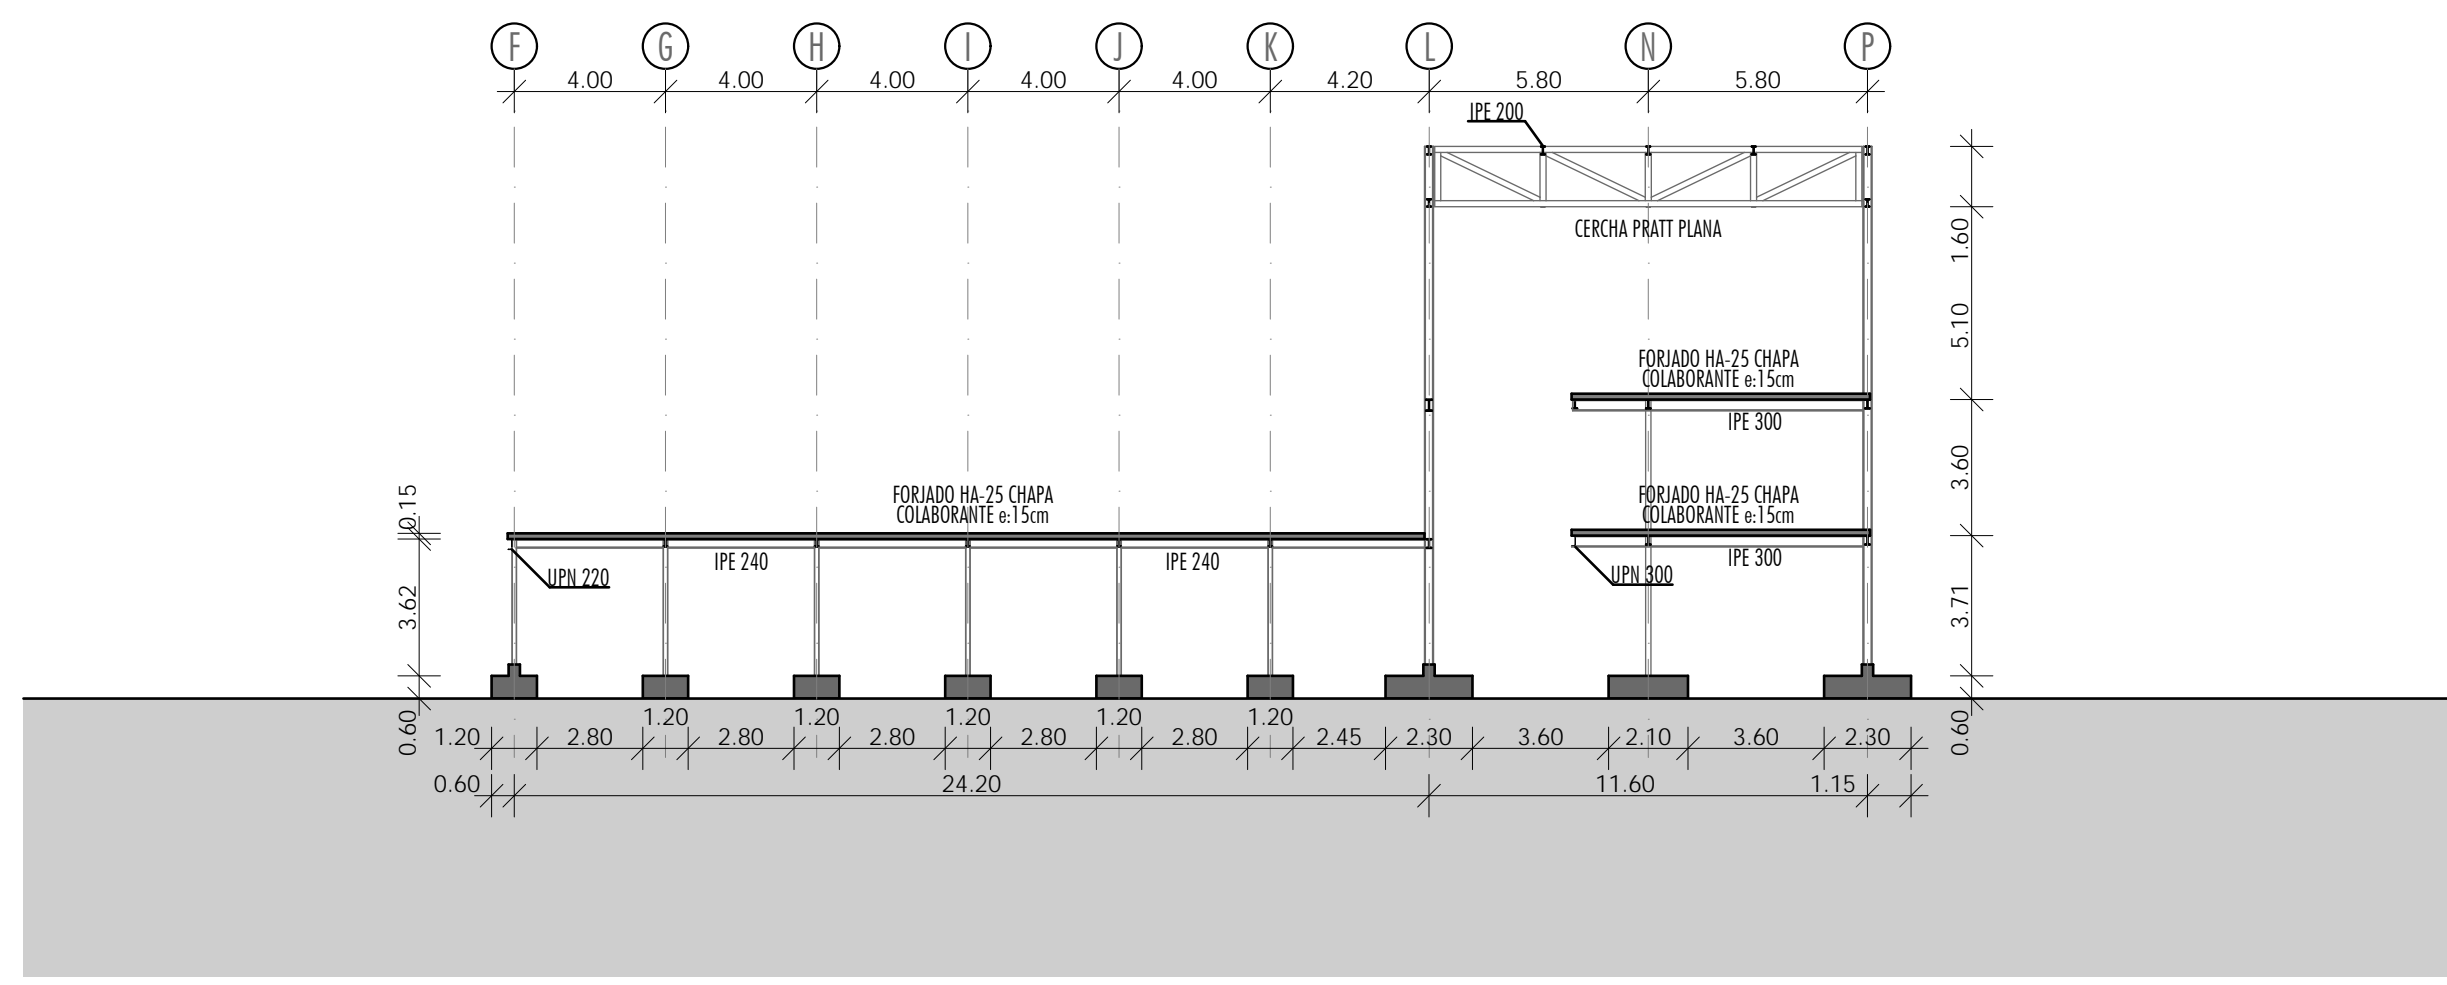 F G H I J K L N P
4.00 4.00 4.00 4.00 4.00 4.20 5.80 5.80
IPE 200
CERCHA PRATT PLANA
1.60
5.10
FORJADO HA-25 CHAPA
COLABORANTE e:15cm
IPE 300
3.60
0.15
FORJADO HA-25 CHAPA
COLABORANTE e:15cm
FORJADO HA-25 CHAPA
COLABORANTE e:15cm
IPE 240
IPE 240
IPE 300
UPN 220
UPN 300
3.62
3.71
0.60
0.60
1.20 1.20 1.20 1.20 1.20
1.20 2.80 2.80 2.80 2.80 2.80 2.45 2.30 3.60 2.10 3.60 2.30
0.60 24.20 11.60 1.15